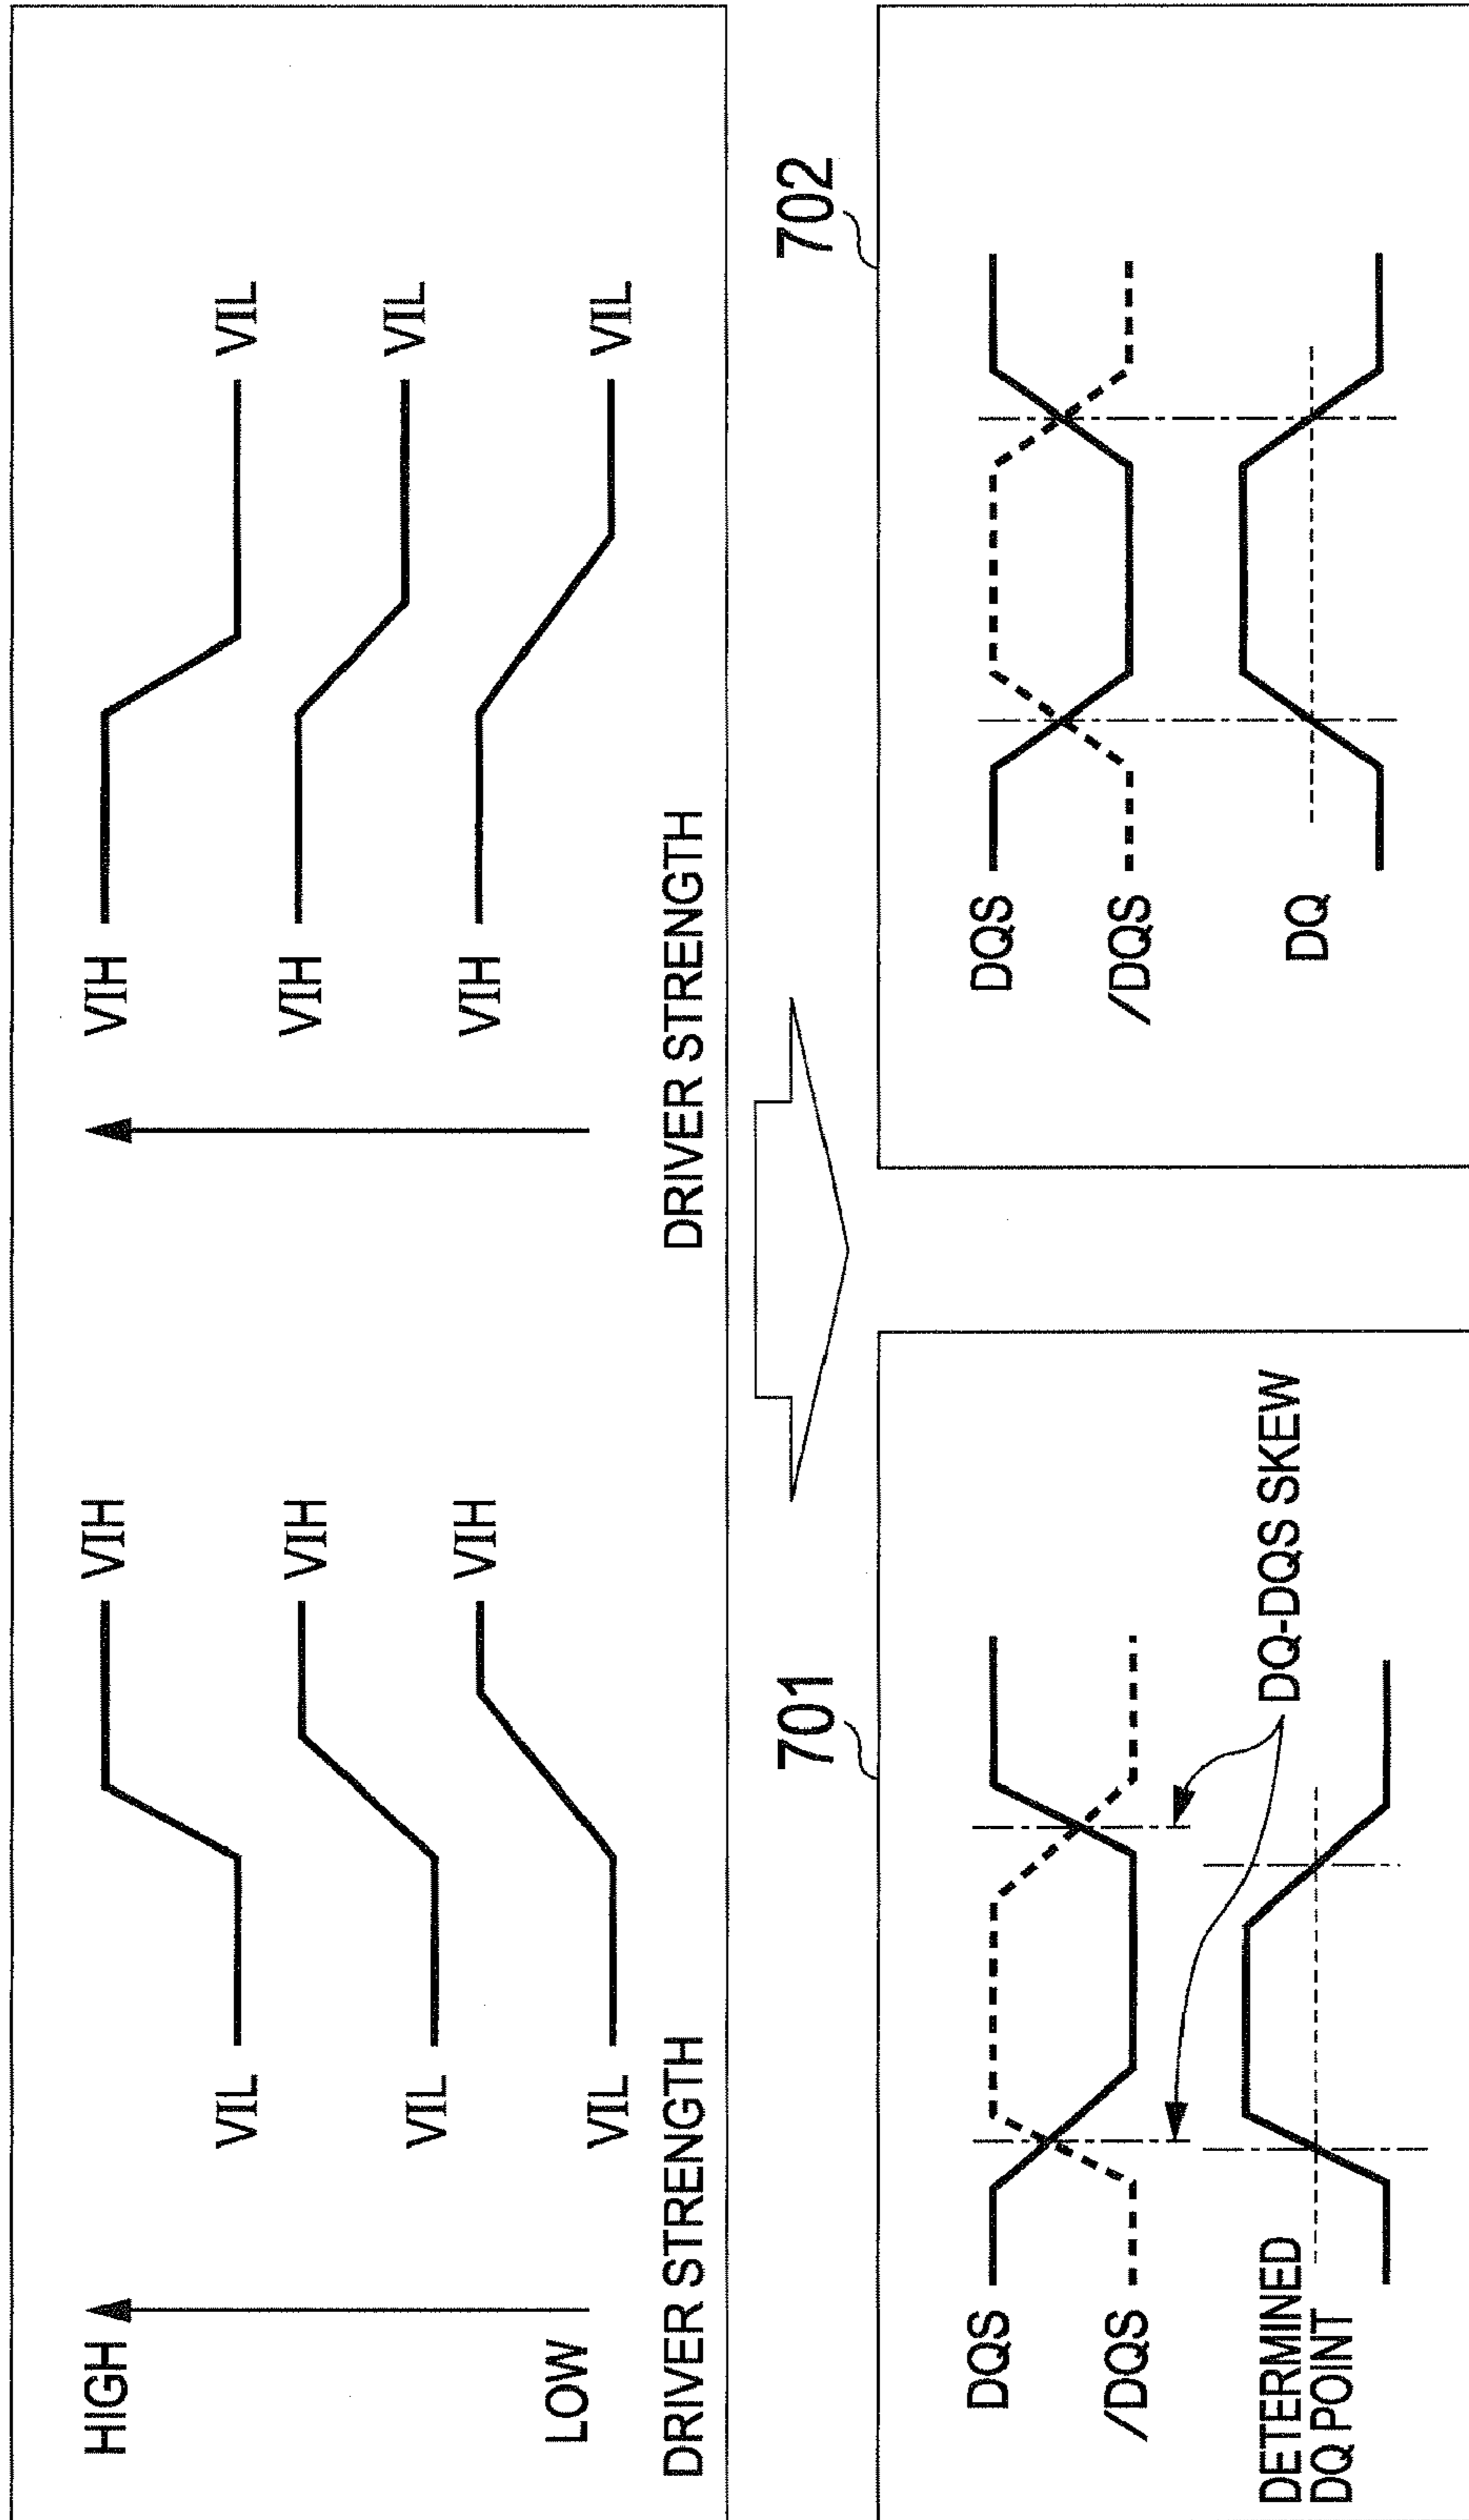 HIGH
LOW
DRIVER STRENGTH
VIL
VIH
VIL
VIH
VIL
VIH
DRIVER STRENGTH
VIH
VIL
VIH
VIL
VIH
VIL
701
DQS
/DQS
DETERMINED
DQ POINT
DQ-DQS SKEW
702
DQS
/DQS
DQ